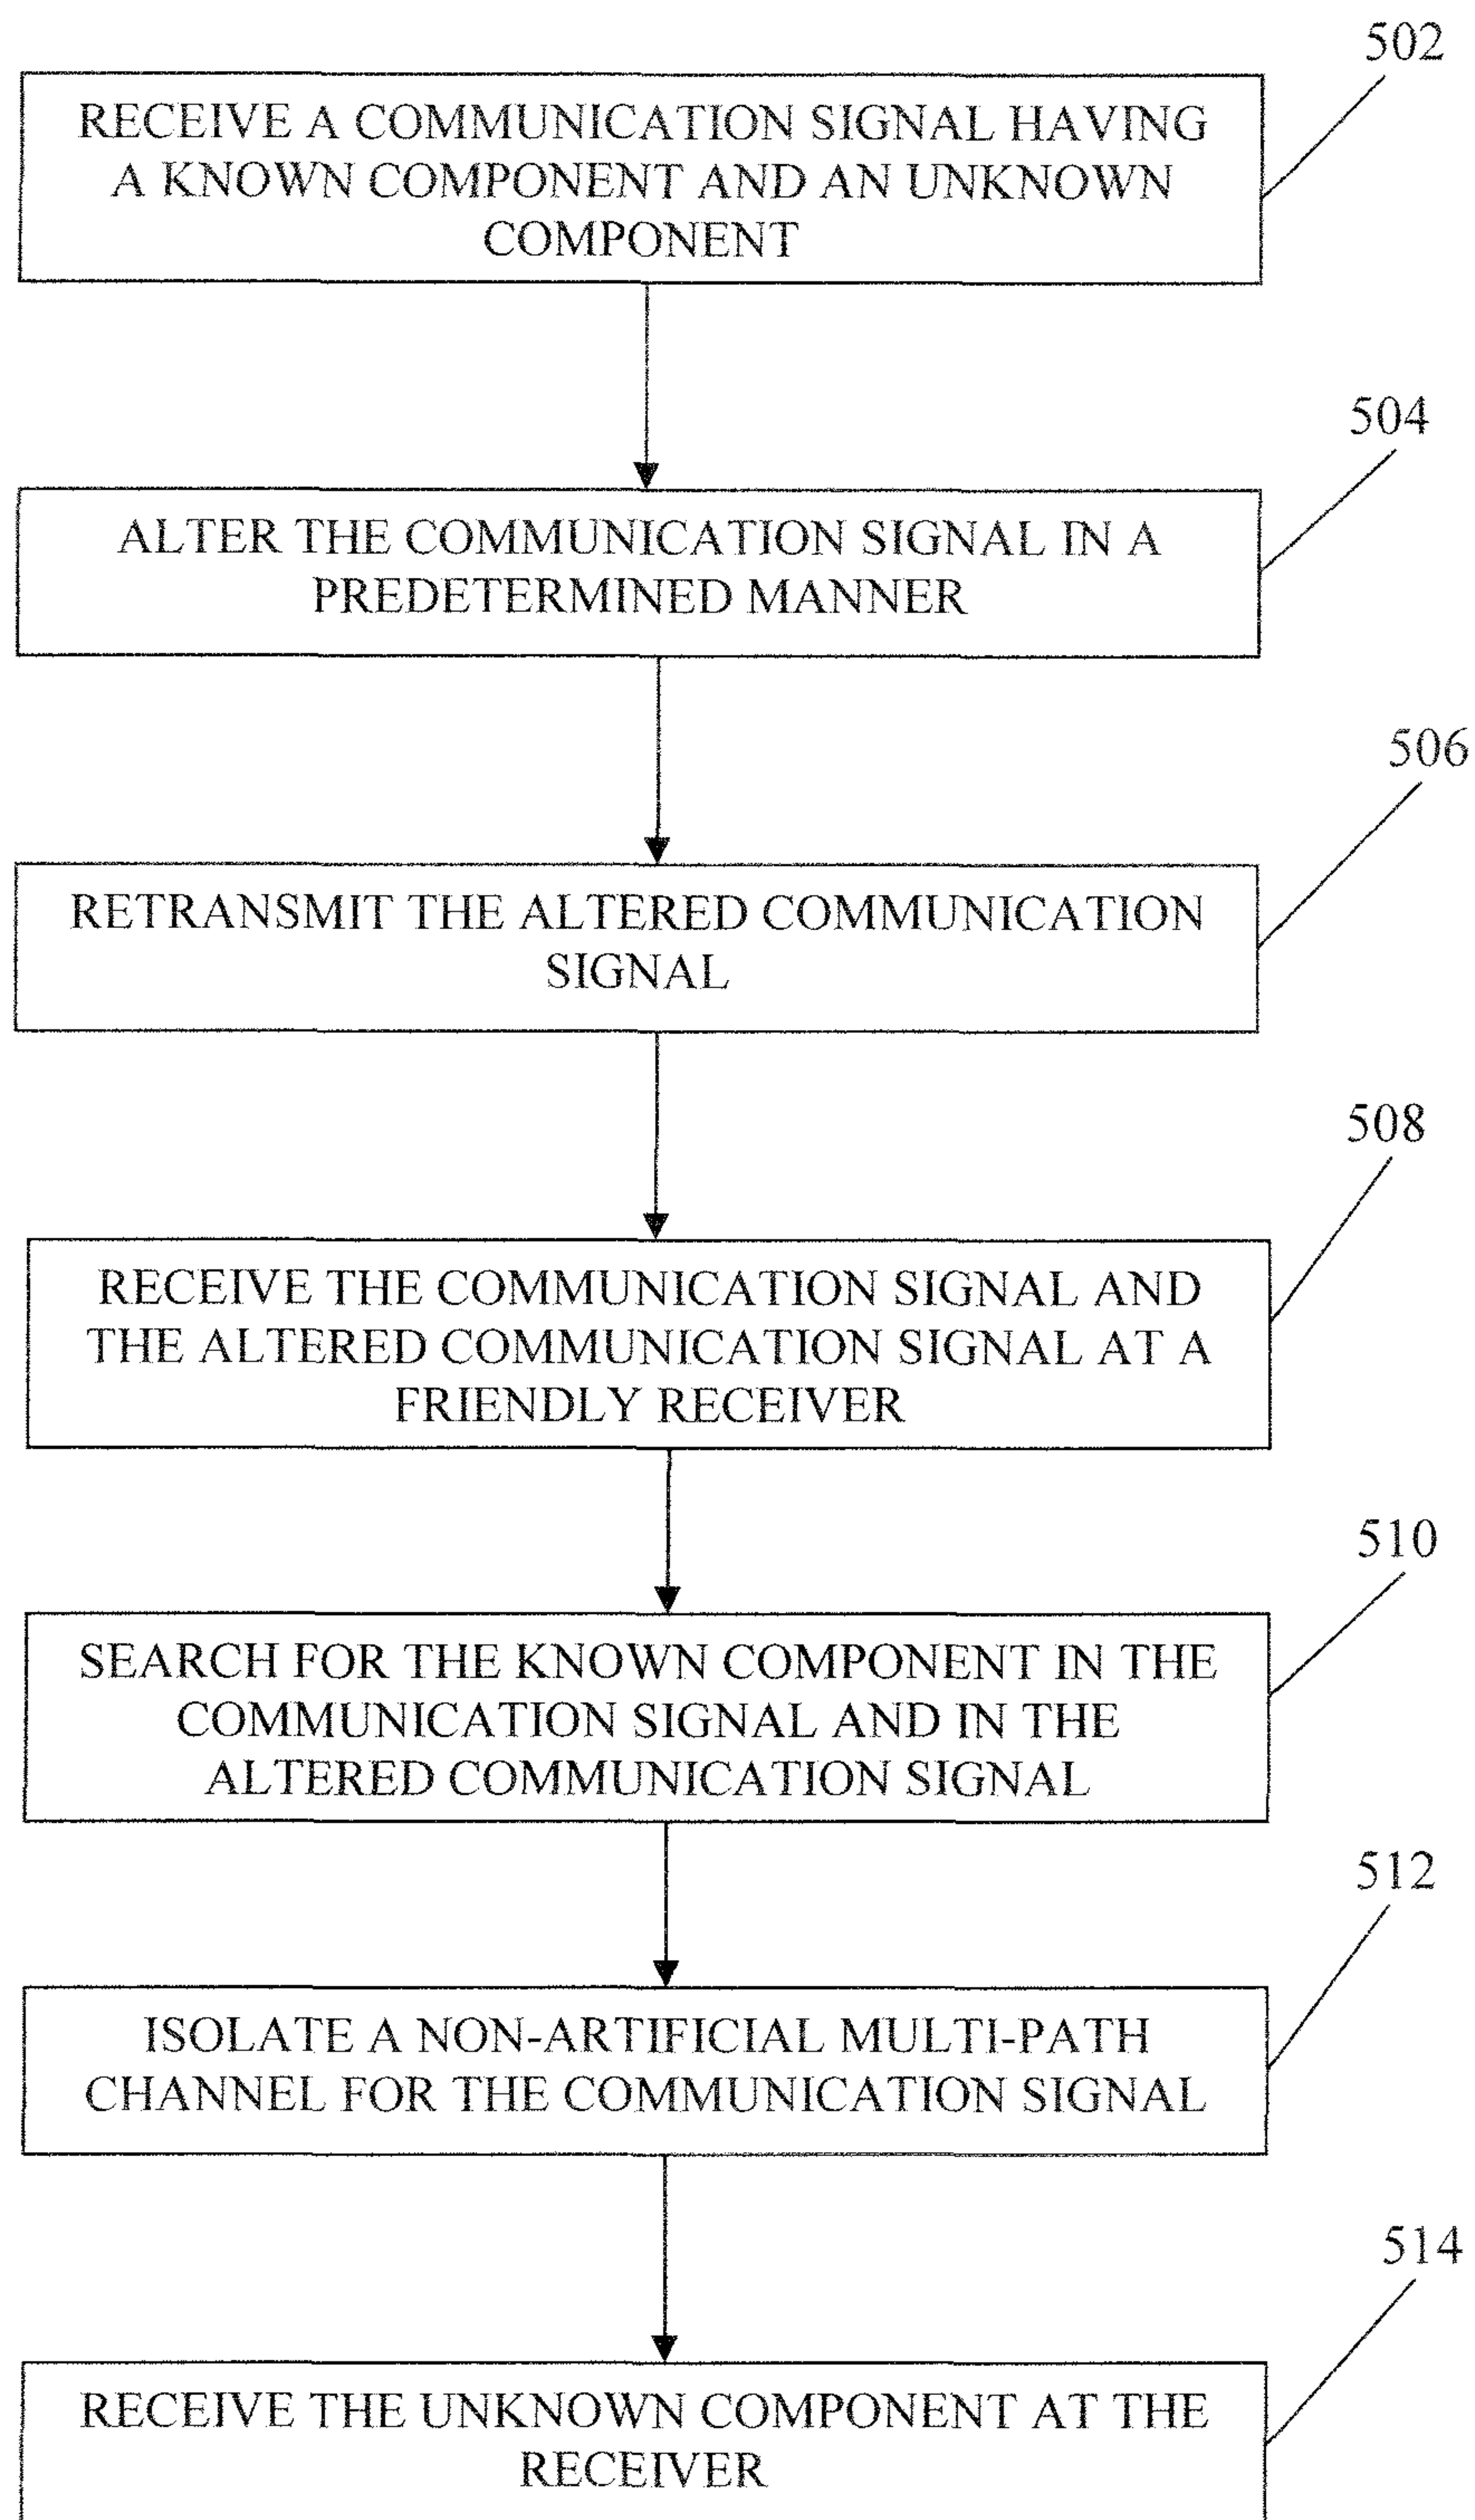 502
RECEIVE A COMMUNICATION SIGNAL HAVING
A KNOWN COMPONENT AND AN UNKNOWN
COMPONENT
504
ALTER THE COMMUNICATION SIGNAL IN A
PREDETERMINED MANNER
506
RETRANSMIT THE ALTERED COMMUNICATION
SIGNAL
508
RECEIVE THE COMMUNICATION SIGNAL AND
THE ALTERED COMMUNICATION SIGNAL AT A
FRIENDLY RECEIVER
510
SEARCH FOR THE KNOWN COMPONENT IN THE
COMMUNICATION SIGNAL AND IN THE
ALTERED COMMUNICATION SIGNAL
512
ISOLATE A NON-ARTIFICIAL MULTI-PATH
CHANNEL FOR THE COMMUNICATION SIGNAL
514
RECEIVE THE UNKNOWN COMPONENT AT THE
RECEIVER